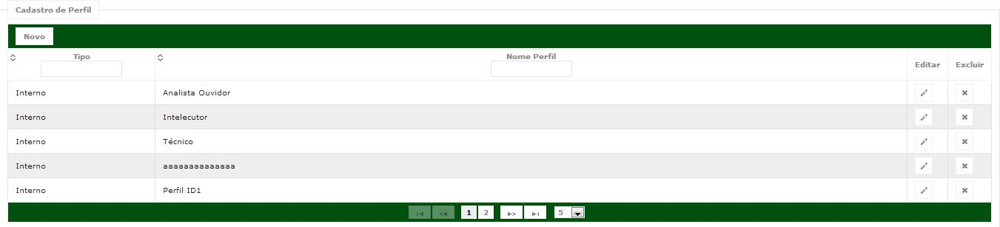 Cadastro de Perfil
Novo
Tipo Nome Perfil
Editar Excluir
Interno Analista Ouvidor
Interno Intelecutor
Interno Técnico
Interno aaaaaaaaaaaaaa
Interno Perfil ID1
1 2 5